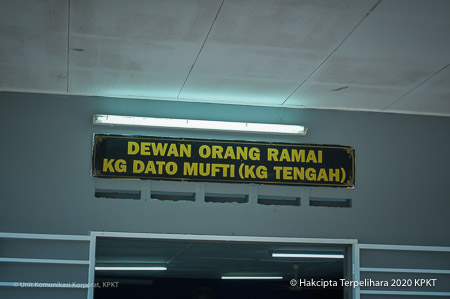 DEWAN ORANG RAMAI
KG DATO MUFTI (KG TENGAH)
© Unit Komunikasi Korporat, KPKT
© Hakcipta Terpelihara 2020 KPKT